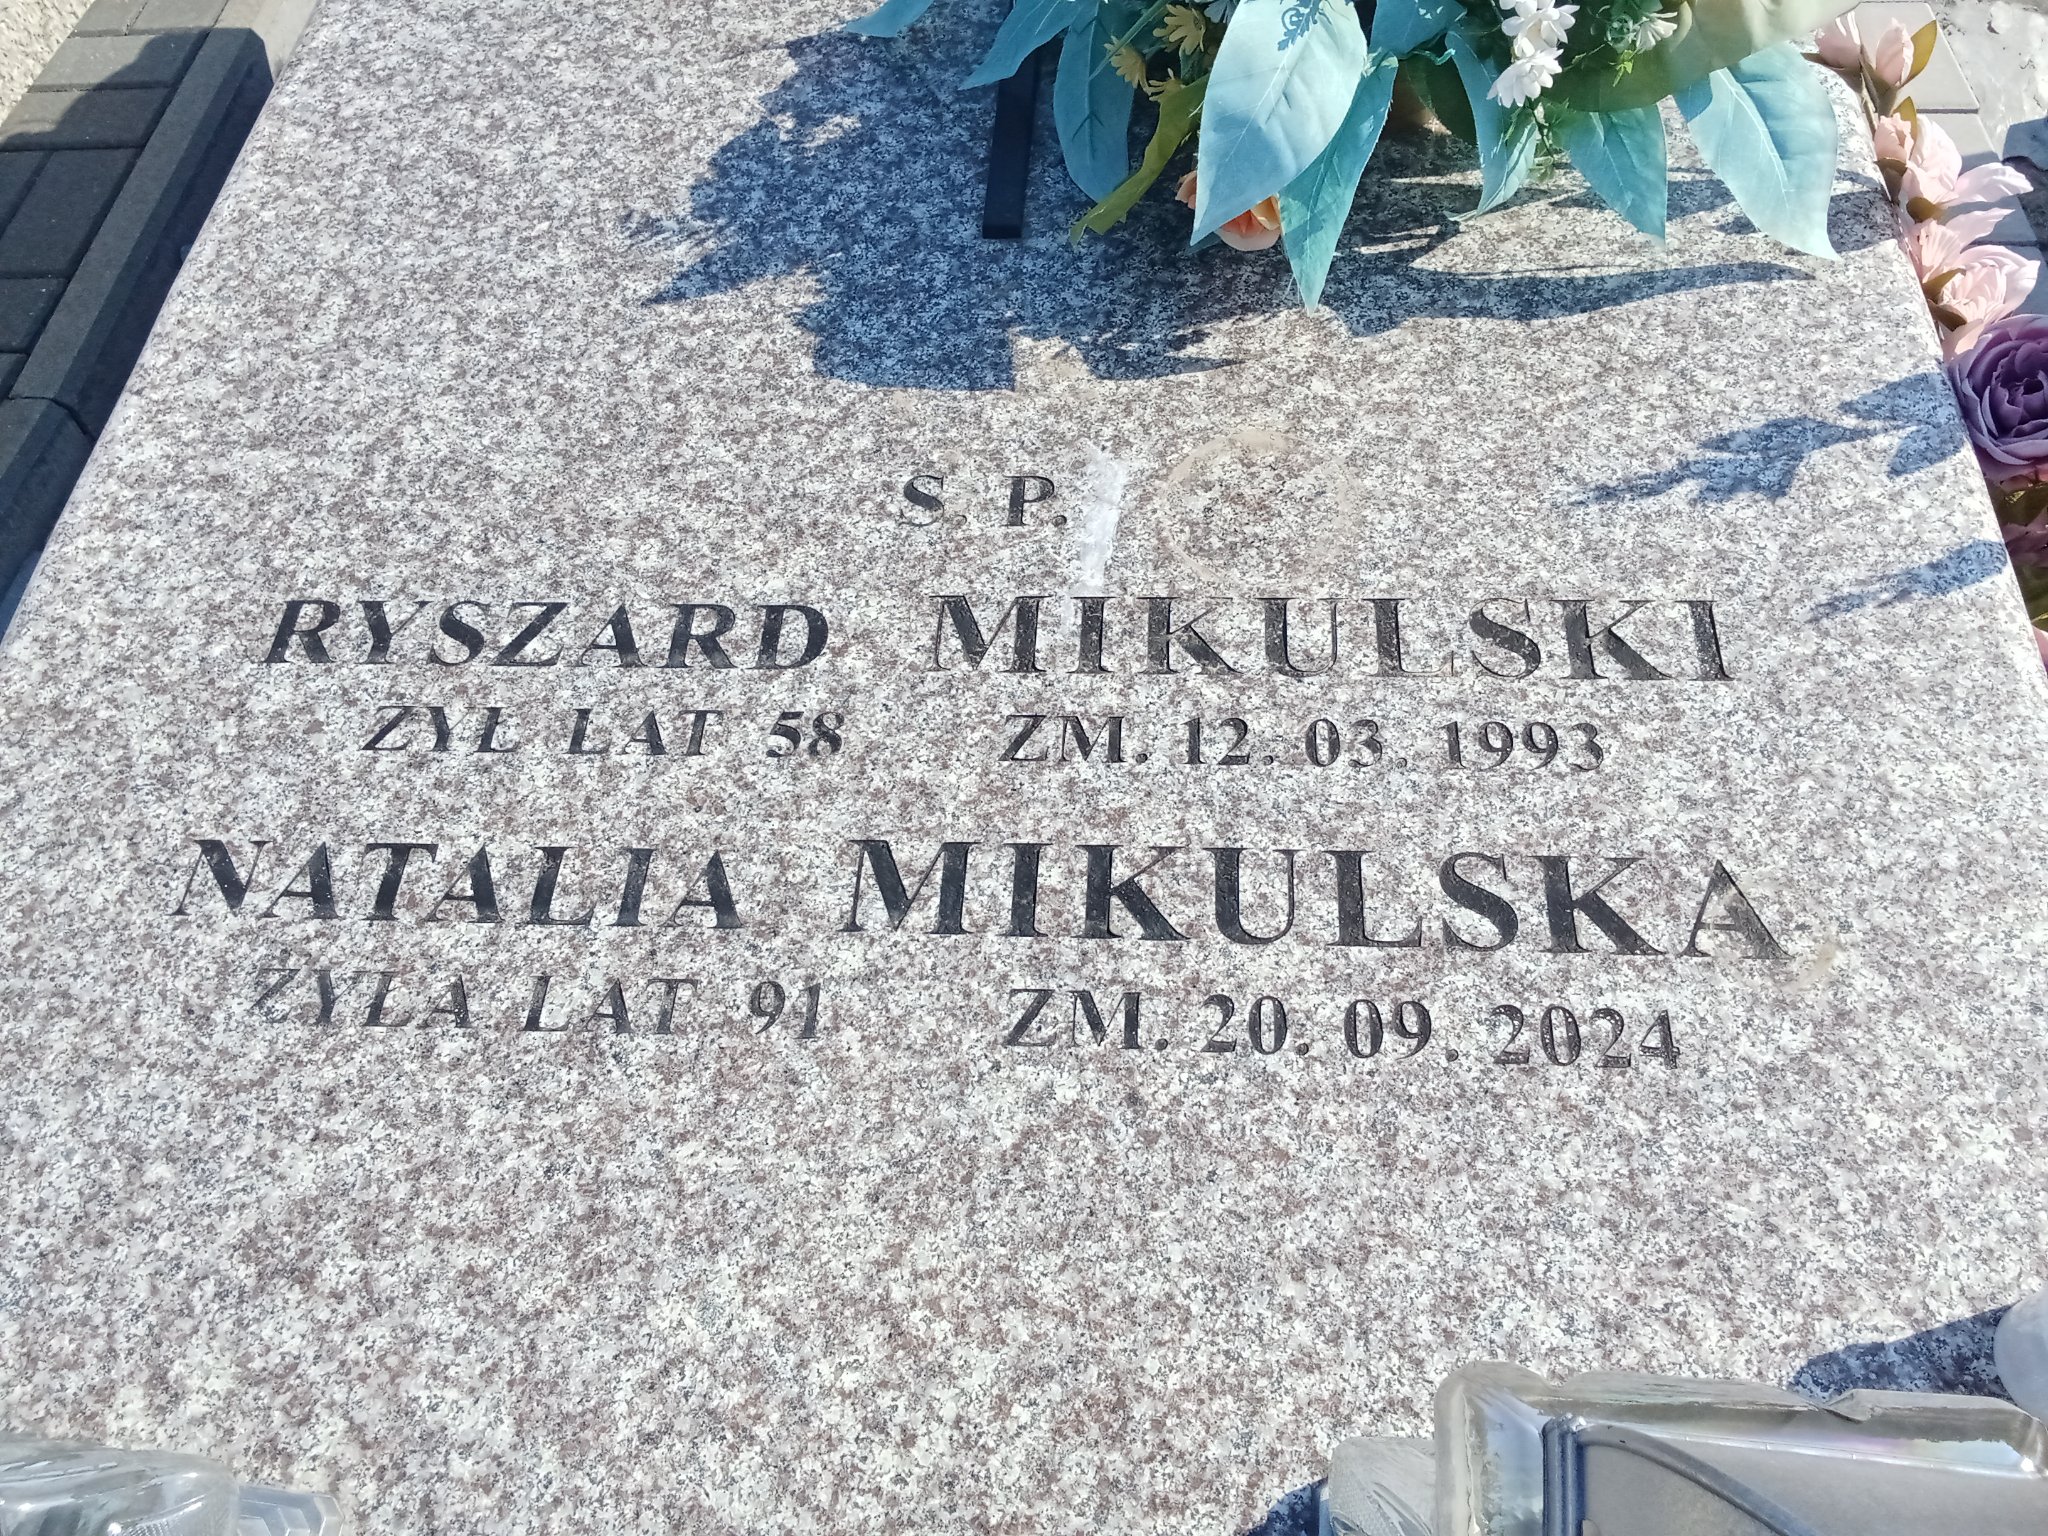 S. P.
RYSZARD MIKULSKI
ŻYŁ LAT 58 ZM. 12. 03. 1993
NATALIA MIKULSKA
ŻYŁA LAT 91 ZM. 20. 09. 2024